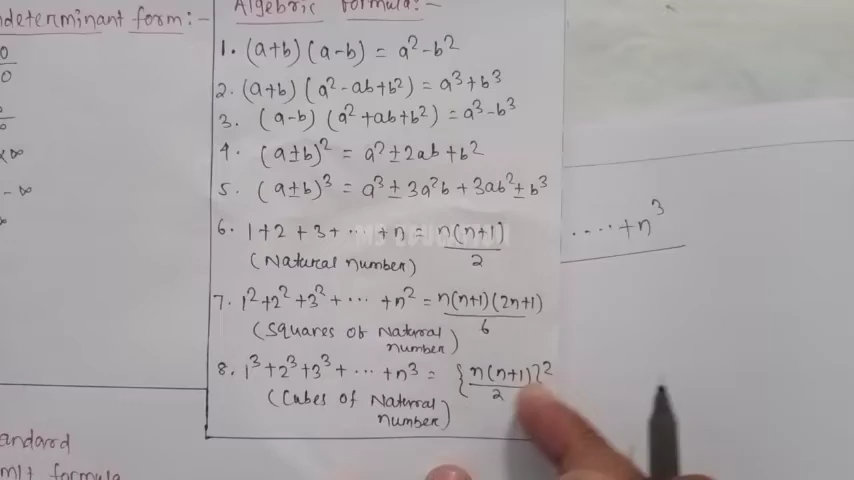 ndeterminant form:-
0
0
- ∞
Algebric formula:-
1. (a+b) (a-b) = a²-b²
2. (a+b) (a²-ab+b²) = a³+b³
3. (a-b) (a²+ab+b²) = a³-b³
4. (a±b)² = a²±2ab+b²
5. (a±b)³ = a³±3a²b+3ab²±b³
6. 1+2+3+ ··· +n = n(n+1)
2
(Natural number)
7. 1²+2²+3²+ ··· +n² = n(n+1)(2n+1)
6
(Squares of Natural
number)
8. 1³+2³+3³+ ··· +n³ = {n(n+1)}²
2
(Cubes of Natural
number)
····+n³
andard
formula